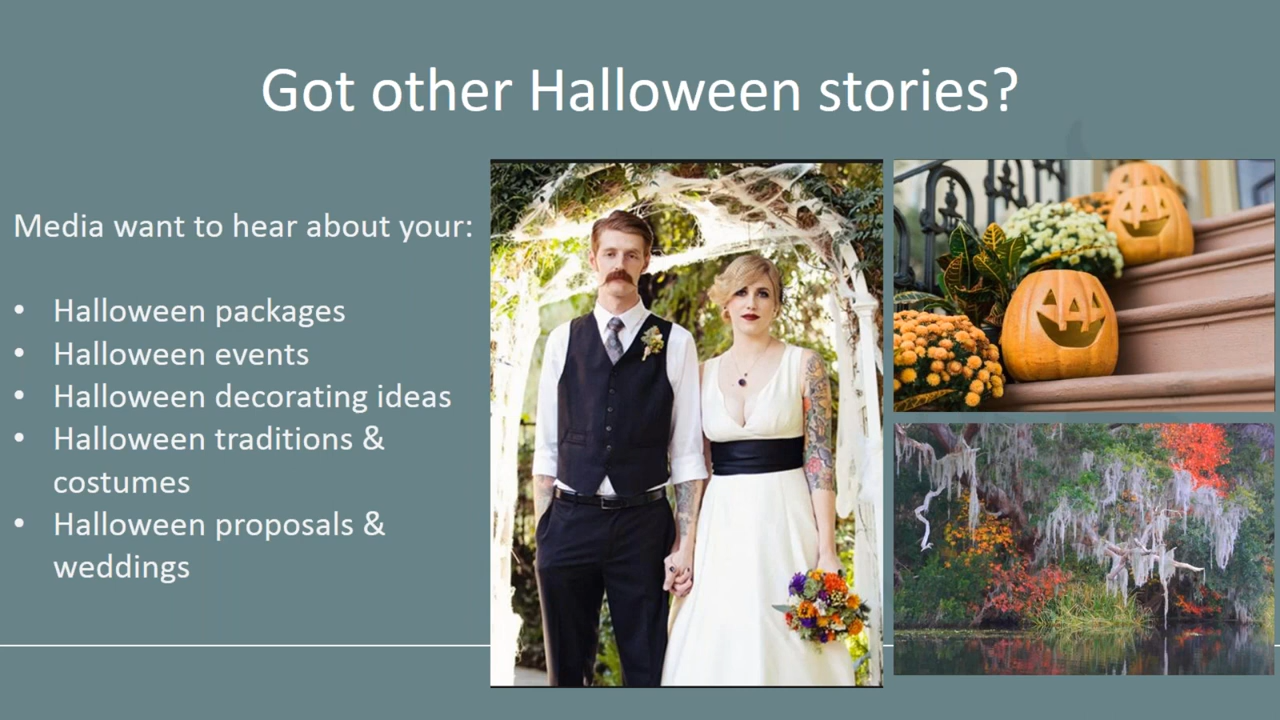 Got other Halloween stories?
Media want to hear about your:
• Halloween packages
• Halloween events
• Halloween decorating ideas
• Halloween traditions &
costumes
• Halloween proposals &
weddings